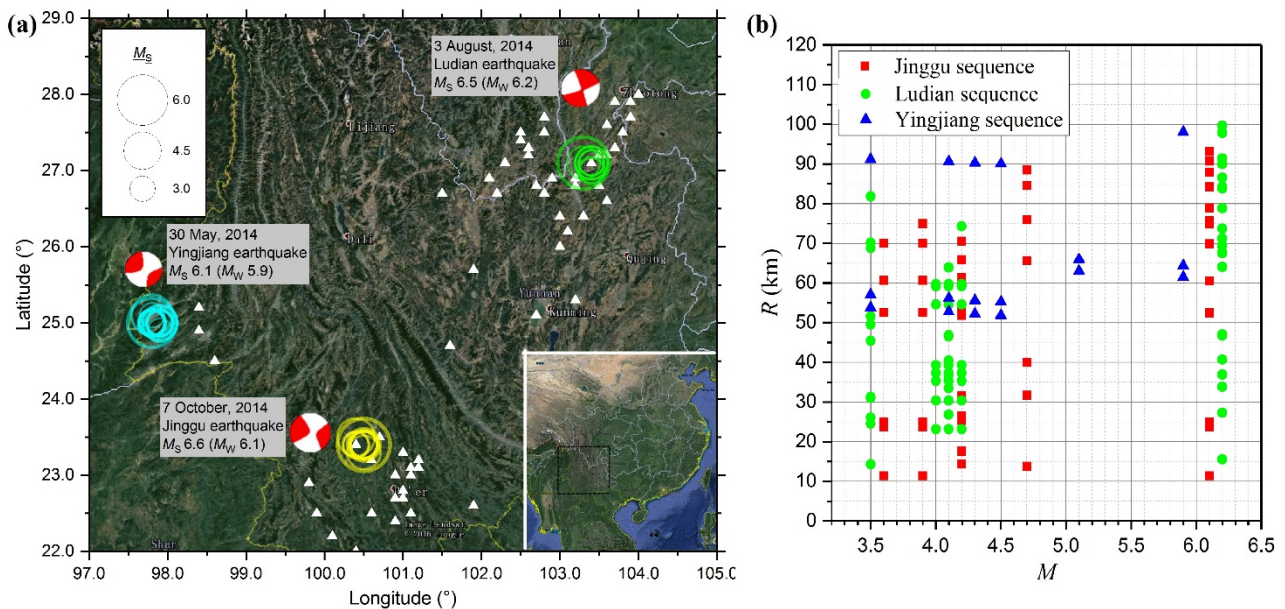 (a)
29.0
28.0
27.0
26.0
25.0
24.0
23.0
22.0
Latitude (°)
97.0 98.0 99.0 100.0 101.0 102.0 103.0 104.0 105.0
Longitude (°)
MS
6.0
4.5
3.0
3 August, 2014
Ludian earthquake
MS 6.5 (MW 6.2)
30 May, 2014
Yingjiang earthquake
MS 6.1 (MW 5.9)
7 October, 2014
Jinggu earthquake
MS 6.6 (MW 6.1)
Lijiang
Dali
Qujing
Yunnan
Kunming
Shan
(b)
120
110
100
90
80
70
60
50
40
30
20
10
0
R (km)
Jinggu sequence
Ludian sequence
Yingjiang sequence
3.5 4.0 4.5 5.0 5.5 6.0 6.5
M